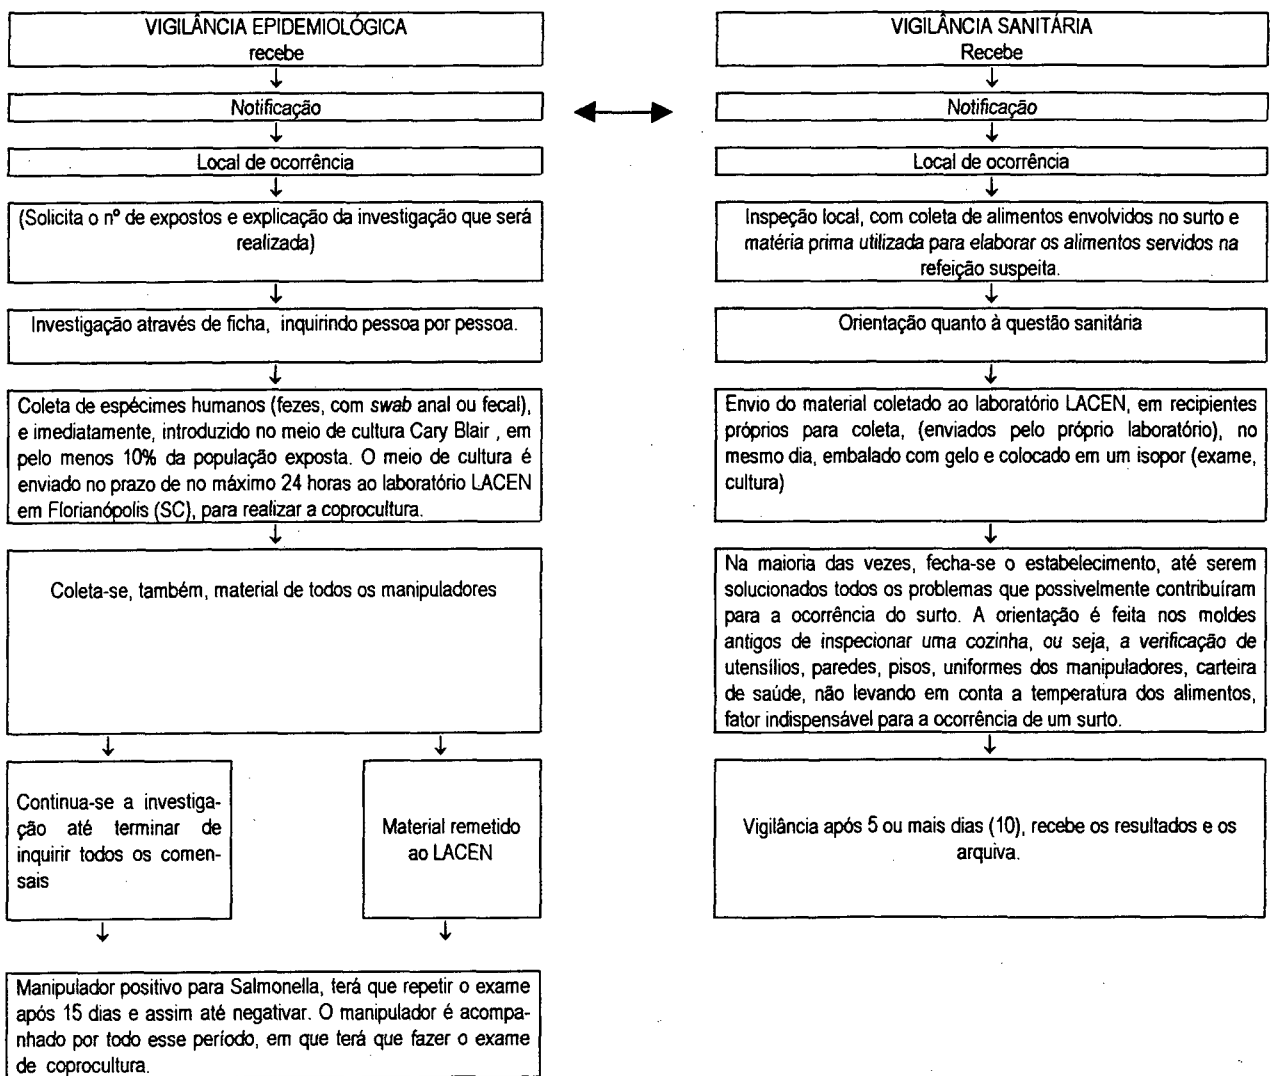 VIGILÂNCIA EPIDEMIOLÓGICA
recebe
Notificação
Local de ocorrência
(Solicita o nº de expostos e explicação da investigação que será
realizada)
Investigação através de ficha, inquirindo pessoa por pessoa.
Coleta de espécimes humanos (fezes, com swab anal ou fecal),
e imediatamente, introduzido no meio de cultura Cary Blair , em
pelo menos 10% da população exposta. O meio de cultura é
enviado no prazo de no máximo 24 horas ao laboratório LACEN
em Florianópolis (SC), para realizar a coprocultura.
Coleta-se, também, material de todos os manipuladores
Continua-se a investiga-
ção até terminar de
inquirir todos os comen-
sais
Material remetido
ao LACEN
Manipulador positivo para Salmonella, terá que repetir o exame
após 15 dias e assim até negativar. O manipulador é acompa-
nhado por todo esse período, em que terá que fazer o exame
de coprocultura.
VIGILÂNCIA SANITÁRIA
Recebe
Notificação
Local de ocorrência
Inspeção local, com coleta de alimentos envolvidos no surto e
matéria prima utilizada para elaborar os alimentos servidos na
refeição suspeita.
Orientação quanto à questão sanitária
Envio do material coletado ao laboratório LACEN, em recipientes
próprios para coleta, (enviados pelo próprio laboratório), no
mesmo dia, embalado com gelo e colocado em um isopor (exame,
cultura)
Na maioria das vezes, fecha-se o estabelecimento, até serem
solucionados todos os problemas que possivelmente contribuíram
para a ocorrência do surto. A orientação é feita nos moldes
antigos de inspecionar uma cozinha, ou seja, a verificação de
utensílios, paredes, pisos, uniformes dos manipuladores, carteira
de saúde, não levando em conta a temperatura dos alimentos,
fator indispensável para a ocorrência de um surto.
Vigilância após 5 ou mais dias (10), recebe os resultados e os
arquiva.